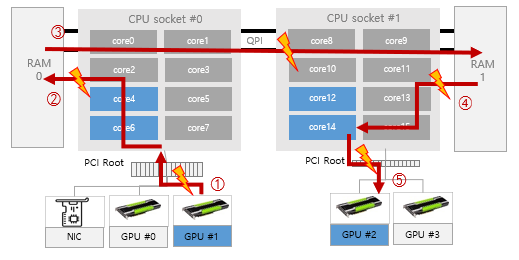 CPU socket #0
CPU socket #1
③
core0
core1
QPI
core8
core9
RAM
0
core2
core3
core10
core11
RAM
1
②
core4
core5
core12
core13
④
core6
core7
core14
PCI Root
①
PCI Root
⑤
NIC
GPU #0
GPU #1
GPU #2
GPU #3